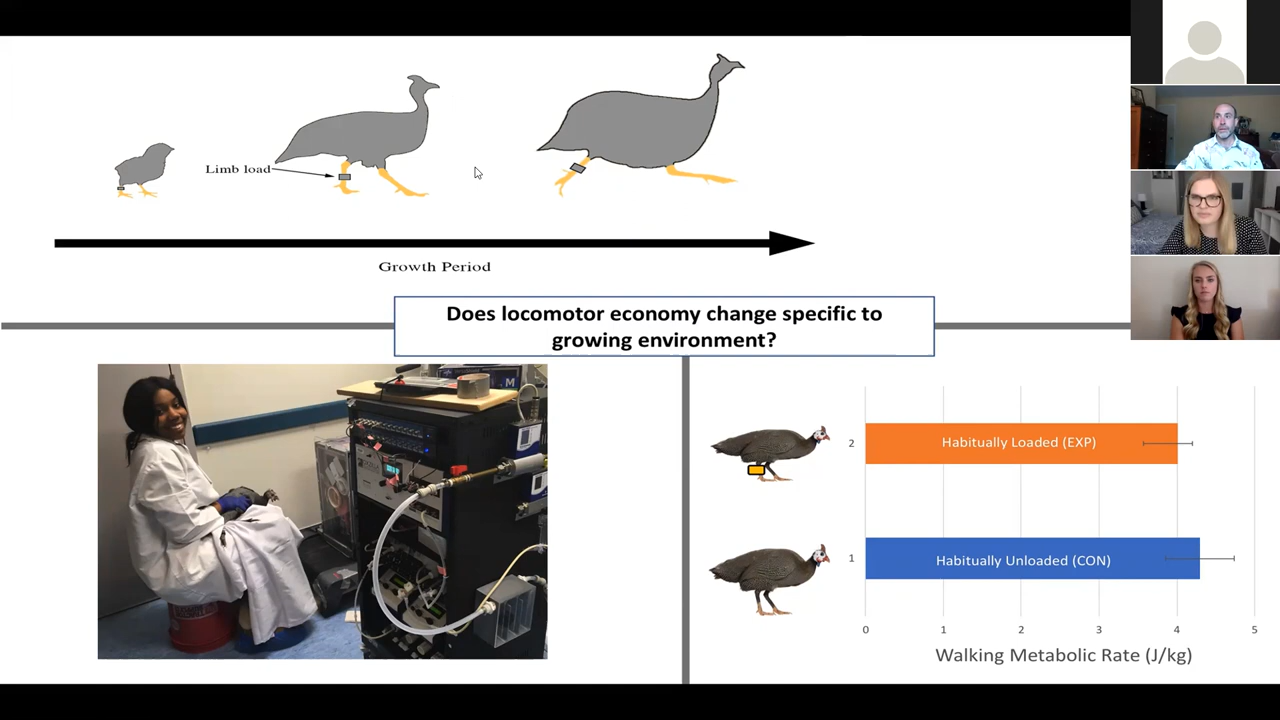 Limb load
Growth Period
Does locomotor economy change specific to
growing environment?
M
2
Habitually Loaded (EXP)
1
Habitually Unloaded (CON)
0
1
2
3
4
5
Walking Metabolic Rate (J/kg)